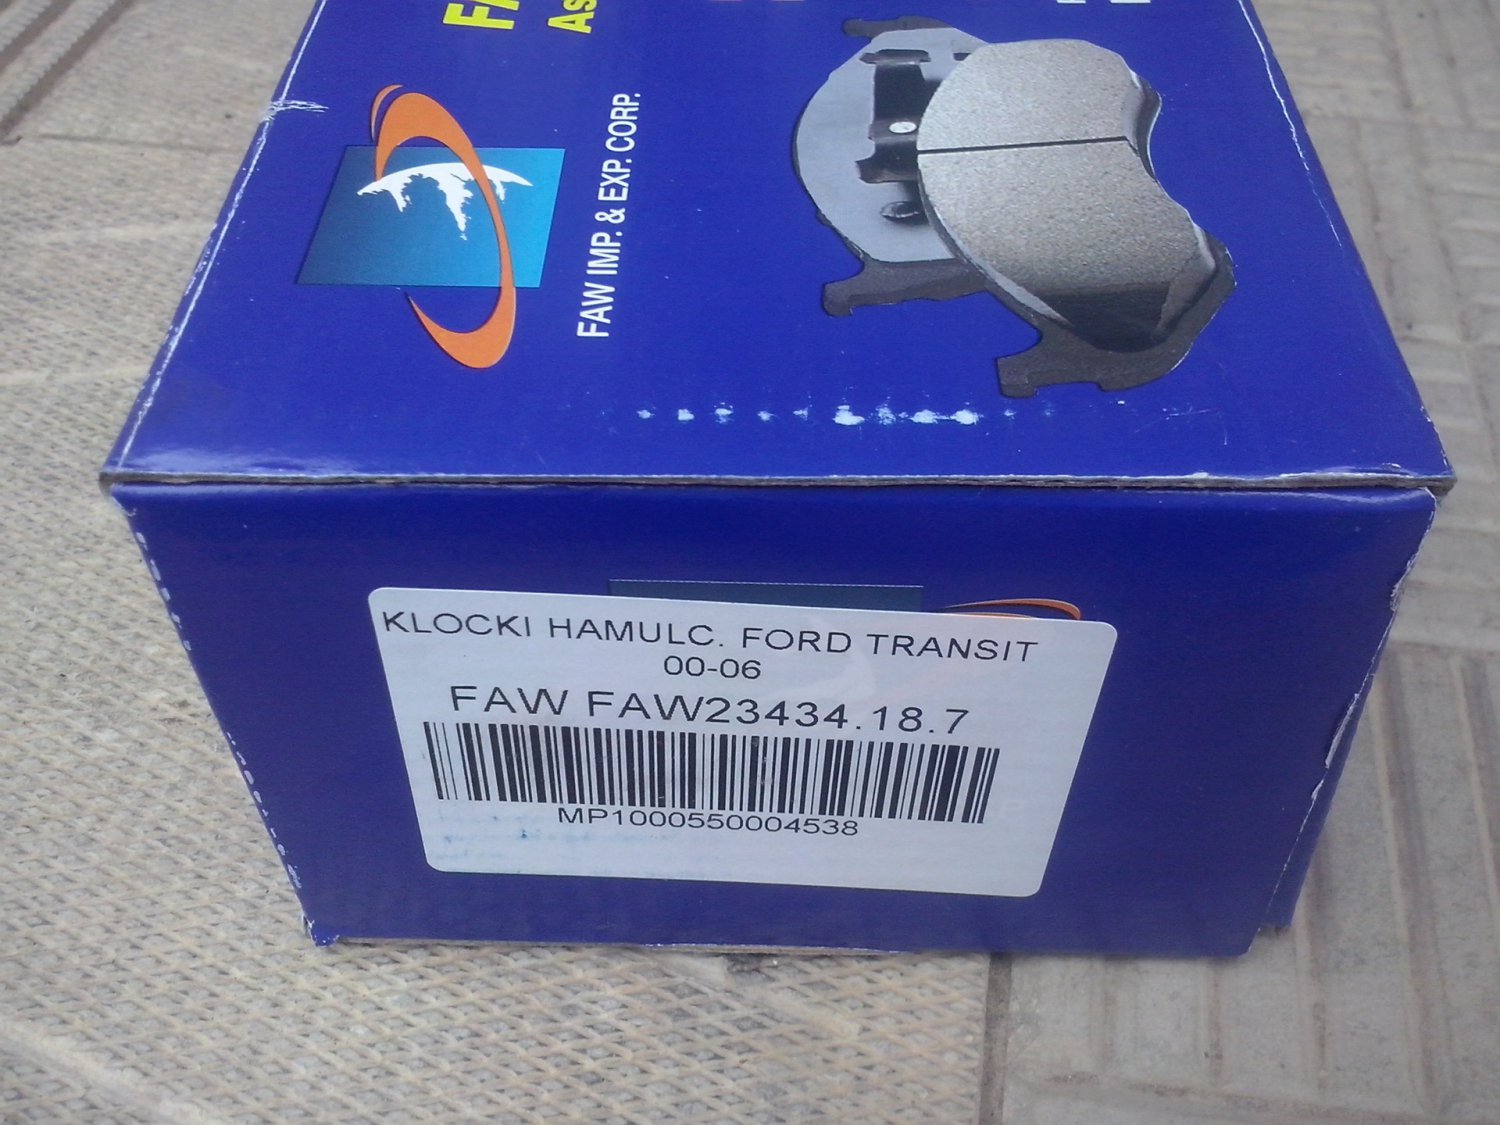 FAW IMP. & EXP. CORP.
KLOCKI HAMULC. FORD TRANSIT
00-06
FAW FAW23434.18.7
MP1000550004538